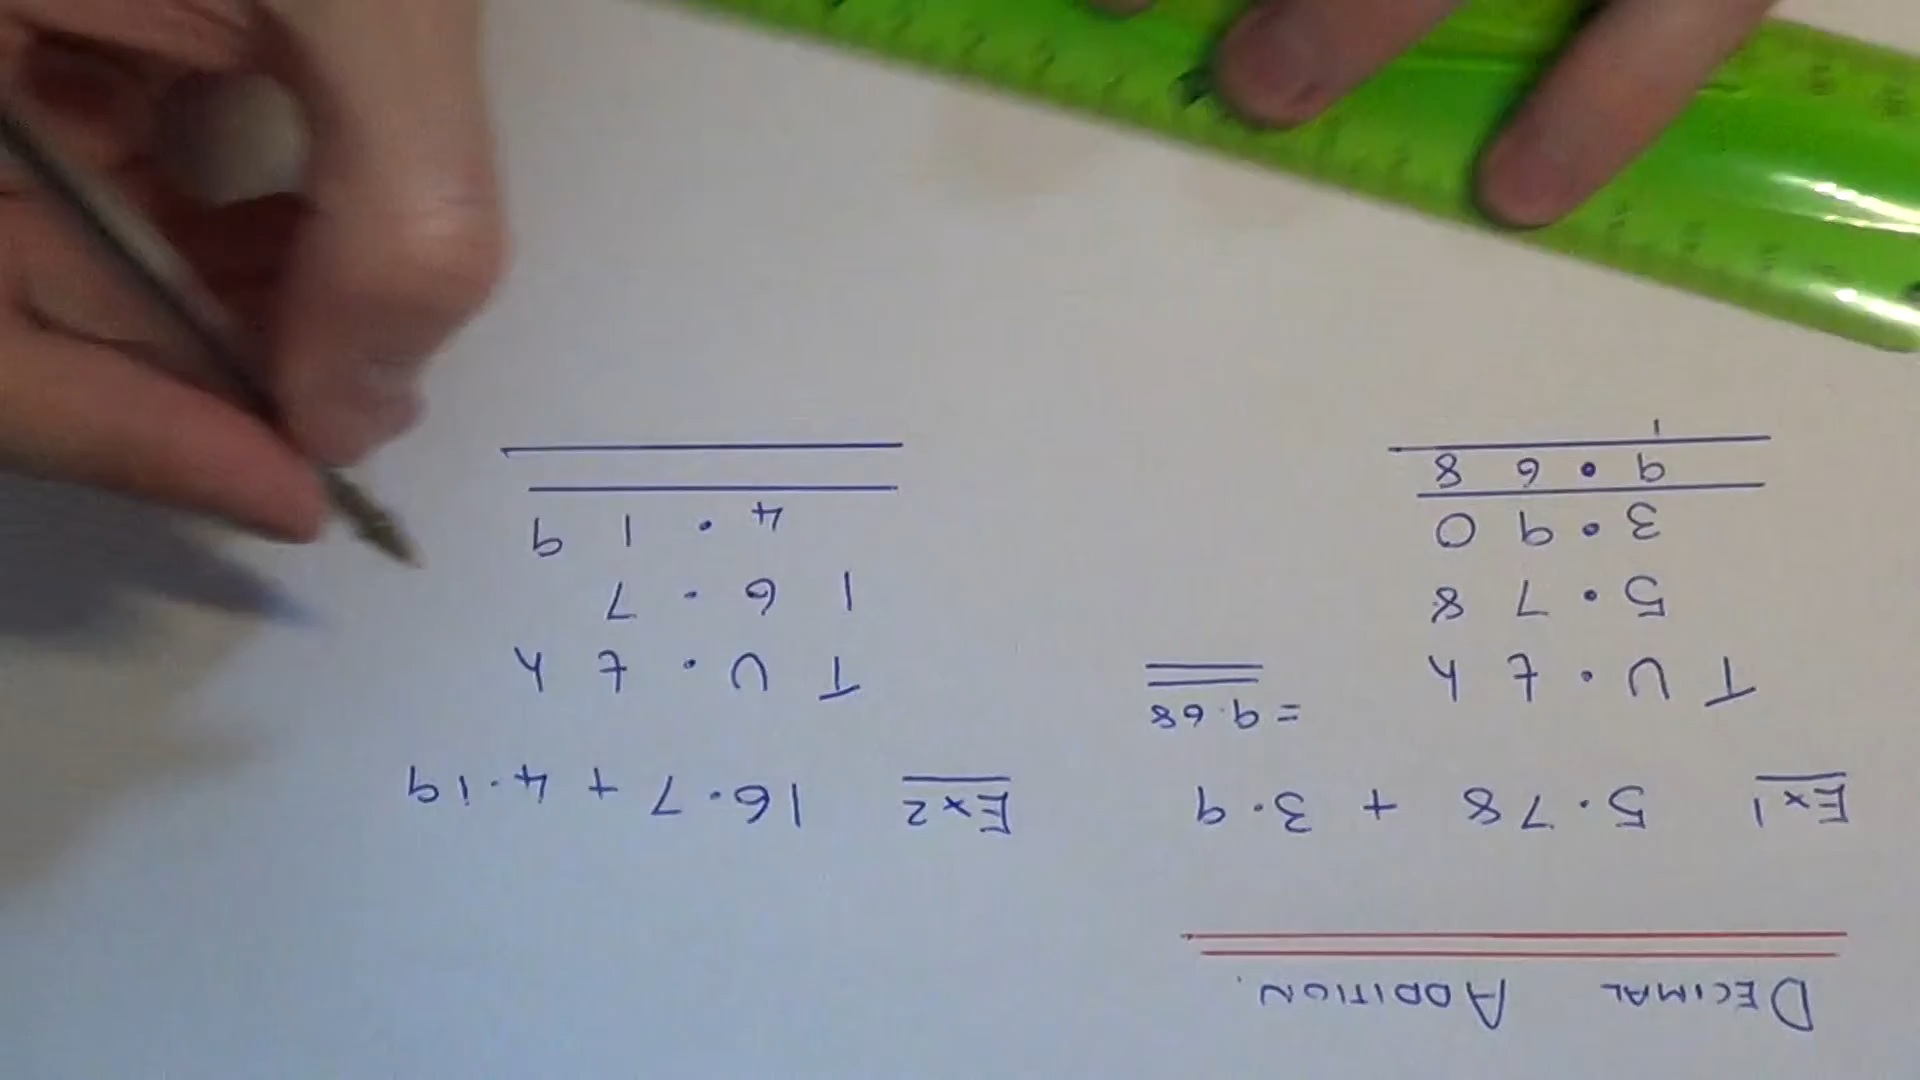 DECIMAL ADDITION.
Ex1 5.78 + 3.9
= 9.68
T U . t h
5 . 7 8
3 . 9 0
9 . 6 8
1
Ex2 16.7 + 4.19
T U . t h
1 6 . 7
4 . 1 9